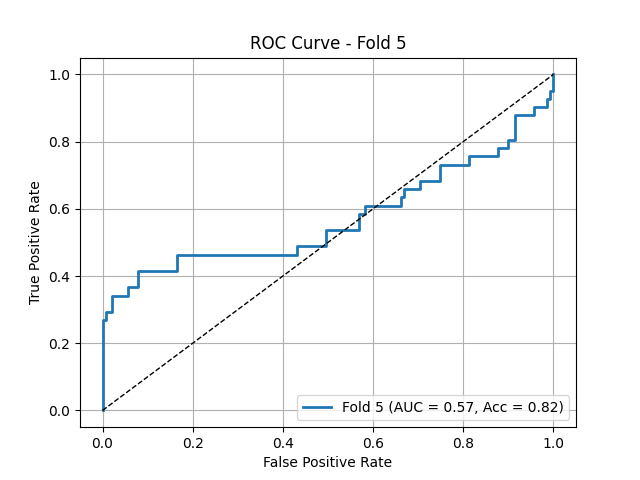 ROC Curve - Fold 5
True Positive Rate
1.0
0.8
0.6
0.4
0.2
0.0
Fold 5 (AUC = 0.57, Acc = 0.82)
0.0 0.2 0.4 0.6 0.8 1.0
False Positive Rate